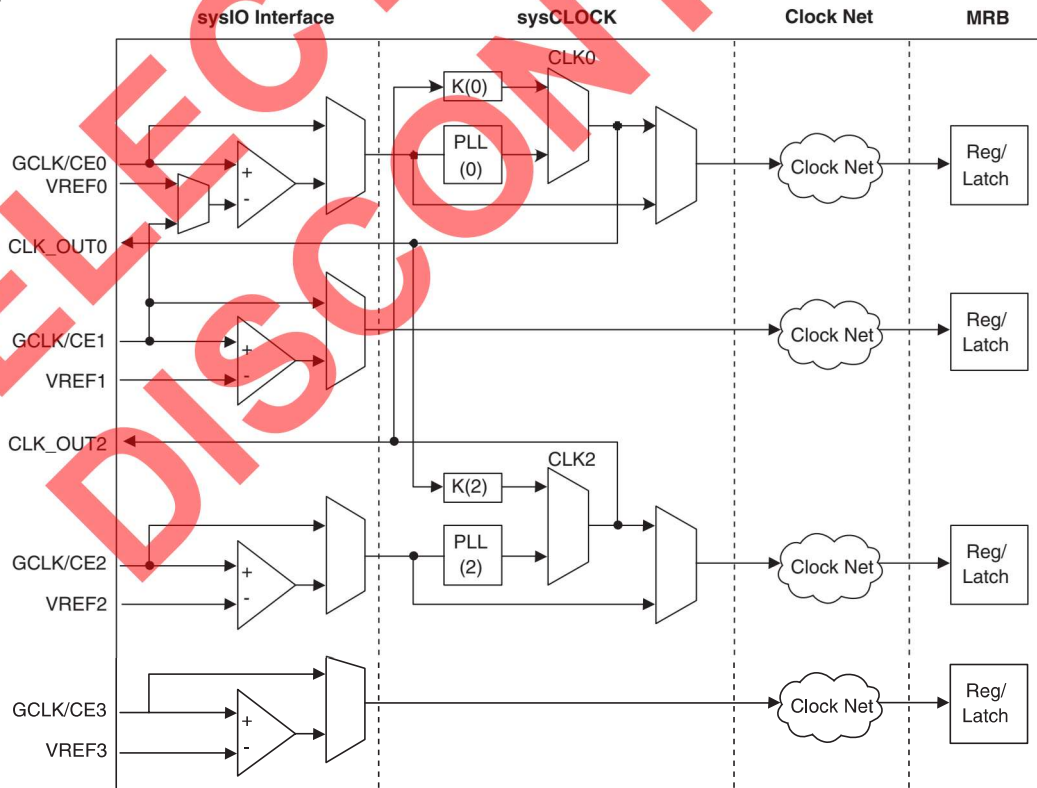 sysIO Interface sysCLOCK Clock Net MRB
CLK0
K(0)
PLL
(0)
GCLK/CE0
VREF0
+
-
Clock Net
Reg/
Latch
CLK_OUT0
GCLK/CE1
VREF1
+
-
Clock Net
Reg/
Latch
CLK_OUT2
CLK2
K(2)
PLL
(2)
GCLK/CE2
VREF2
+
-
Clock Net
Reg/
Latch
GCLK/CE3
VREF3
+
-
Clock Net
Reg/
Latch
ELEC
DISCONT